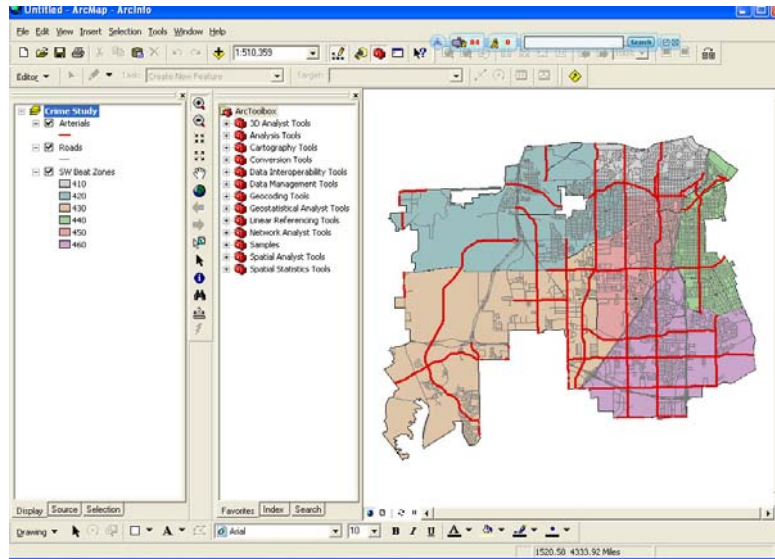 Untitled - ArcMap - ArcInfo
File Edit View Insert Selection Tools Window Help
1:510,359
Search
Editor Task: Create New Feature Target:
Crime Study
Arterials
Roads
SW Beat Zones
410
420
430
440
450
460
ArcToolbox
3D Analyst Tools
Analysis Tools
Cartography Tools
Conversion Tools
Data Interoperability Tools
Data Management Tools
Geocoding Tools
Geostatistical Analyst Tools
Linear Referencing Tools
Network Analyst Tools
Samples
Spatial Analyst Tools
Spatial Statistics Tools
Display Source Selection
Favorites Index Search
Drawing A Arial 10 B I U A
1520.58 4333.92 Miles